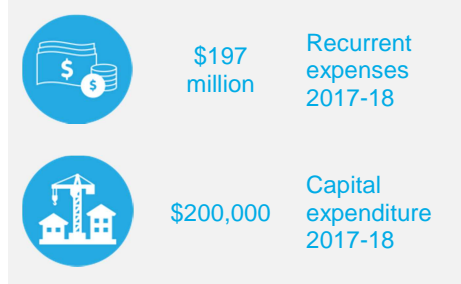 $
$
$197
million
Recurrent
expenses
2017-18
$200,000
Capital
expenditure
2017-18